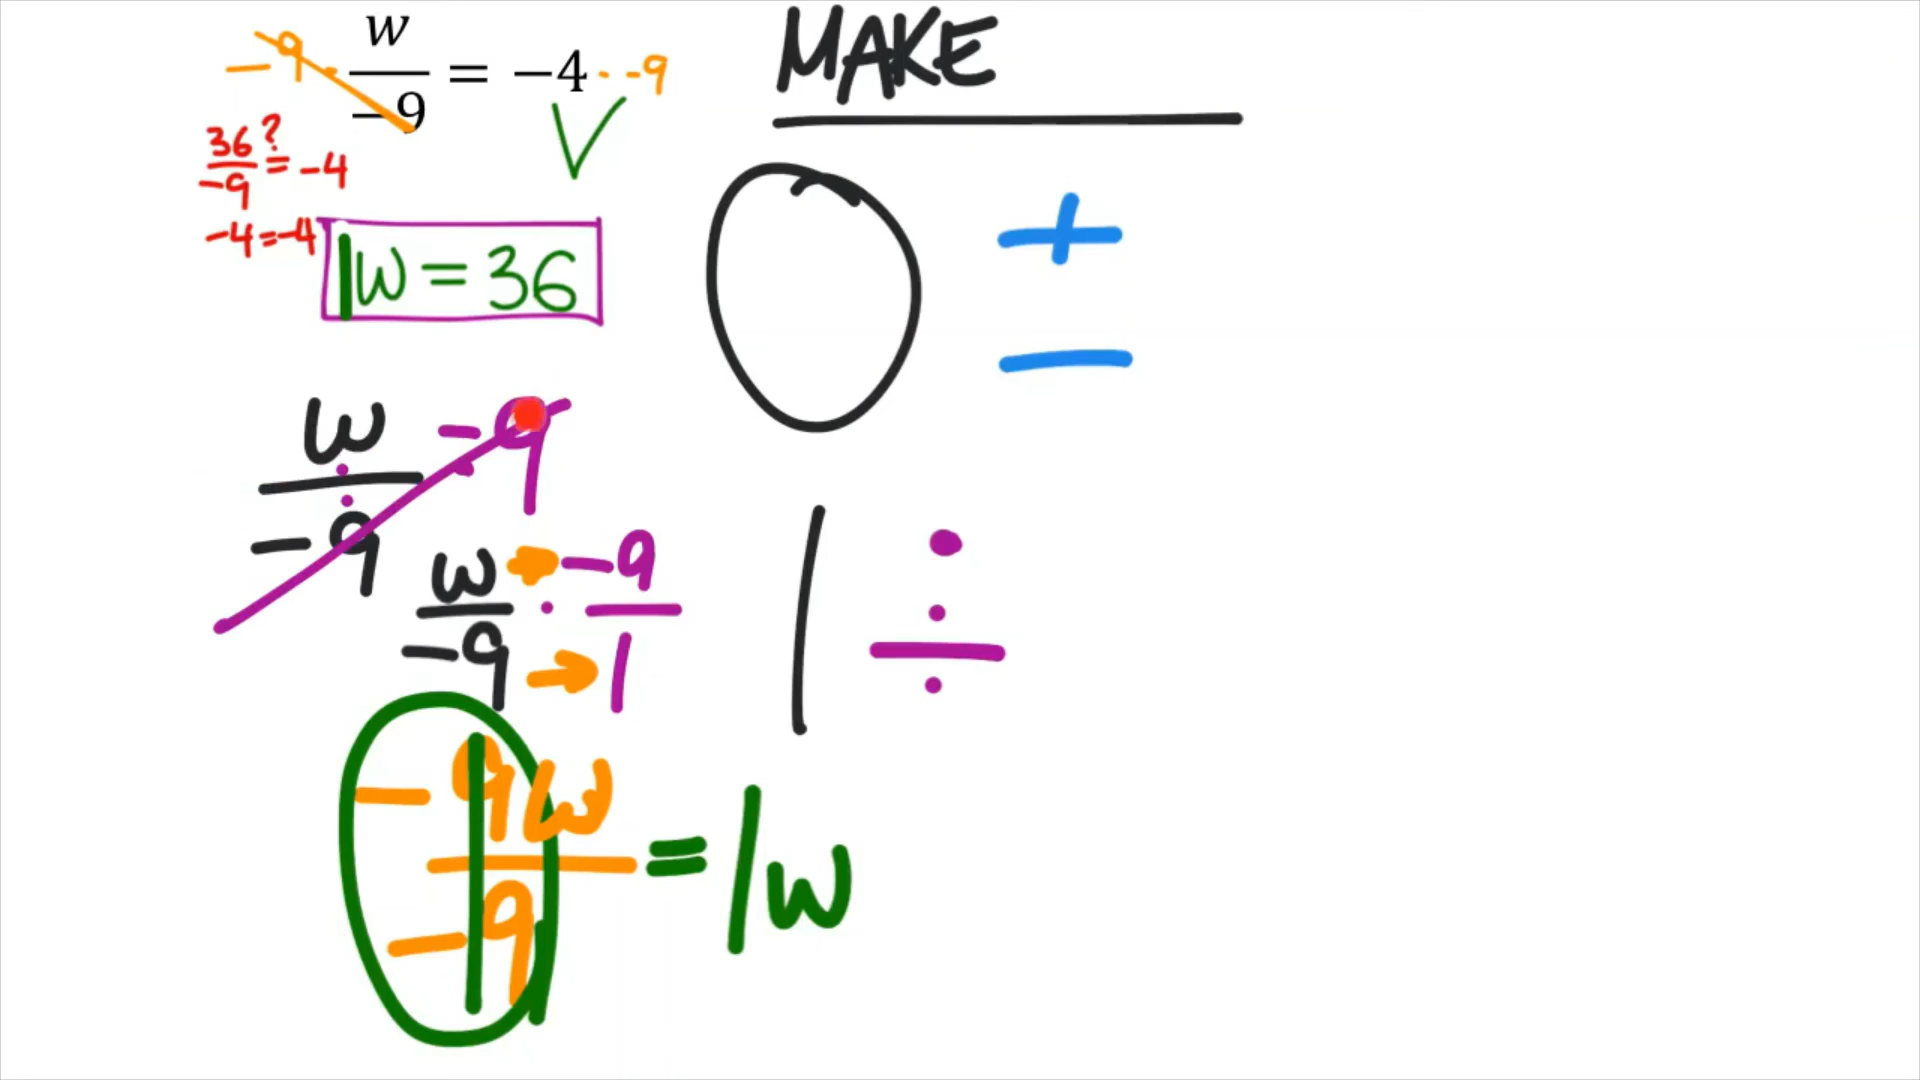 -9 · w/-9 = -4 · -9
36/-9 ?= -4
-4 = -4
1w = 36
w/-9 · -9
w/-9 · -9/1
-9w/-9 = 1w
MAKE
0 + −
1 · ÷